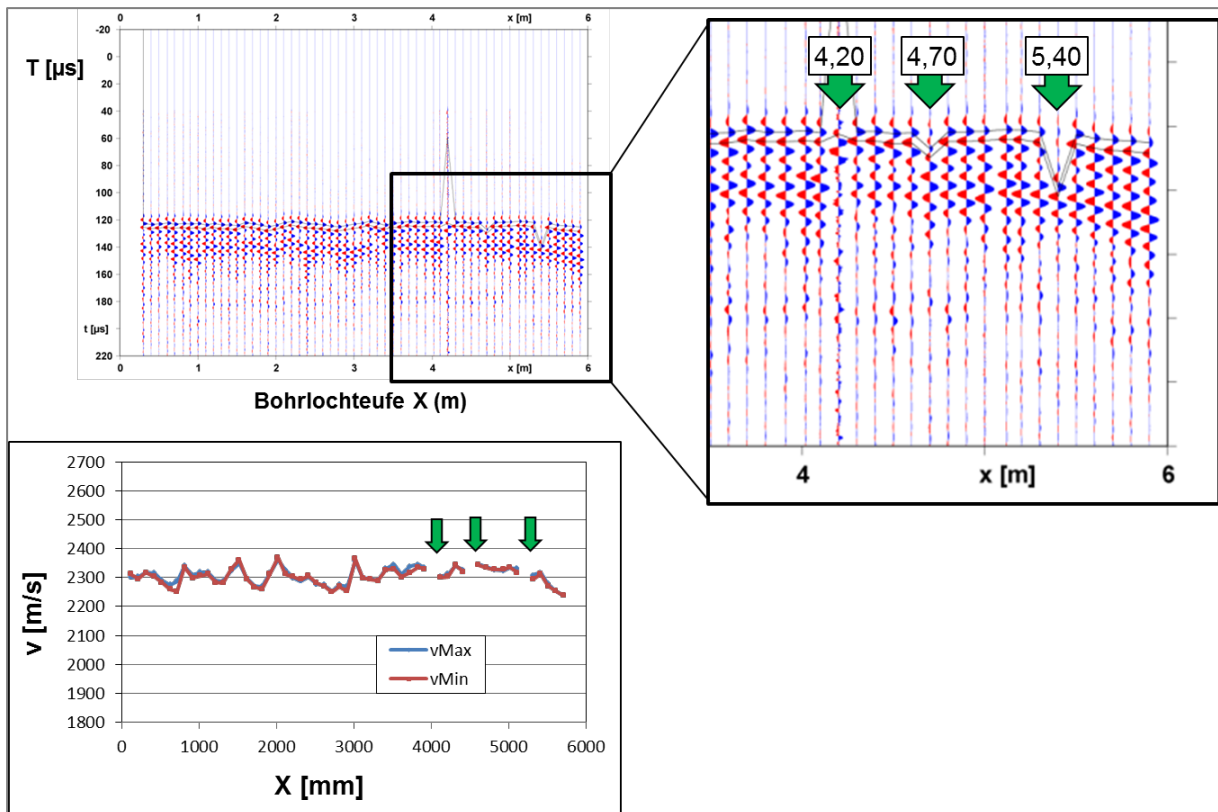 0 1 2 3 4 x [m] 6
-20
T [µs]
0
20
40
60
80
100
120
140
160
180
t [µs]
220
0 1 2 3 4 x [m] 6
Bohrlochteufe X (m)
4,20 4,70 5,40
4 x [m] 6
2700
2600
2500
2400
2300
2200
2100
2000
1900
1800
v [m/s]
vMax
vMin
0 1000 2000 3000 4000 5000 6000
X [mm]